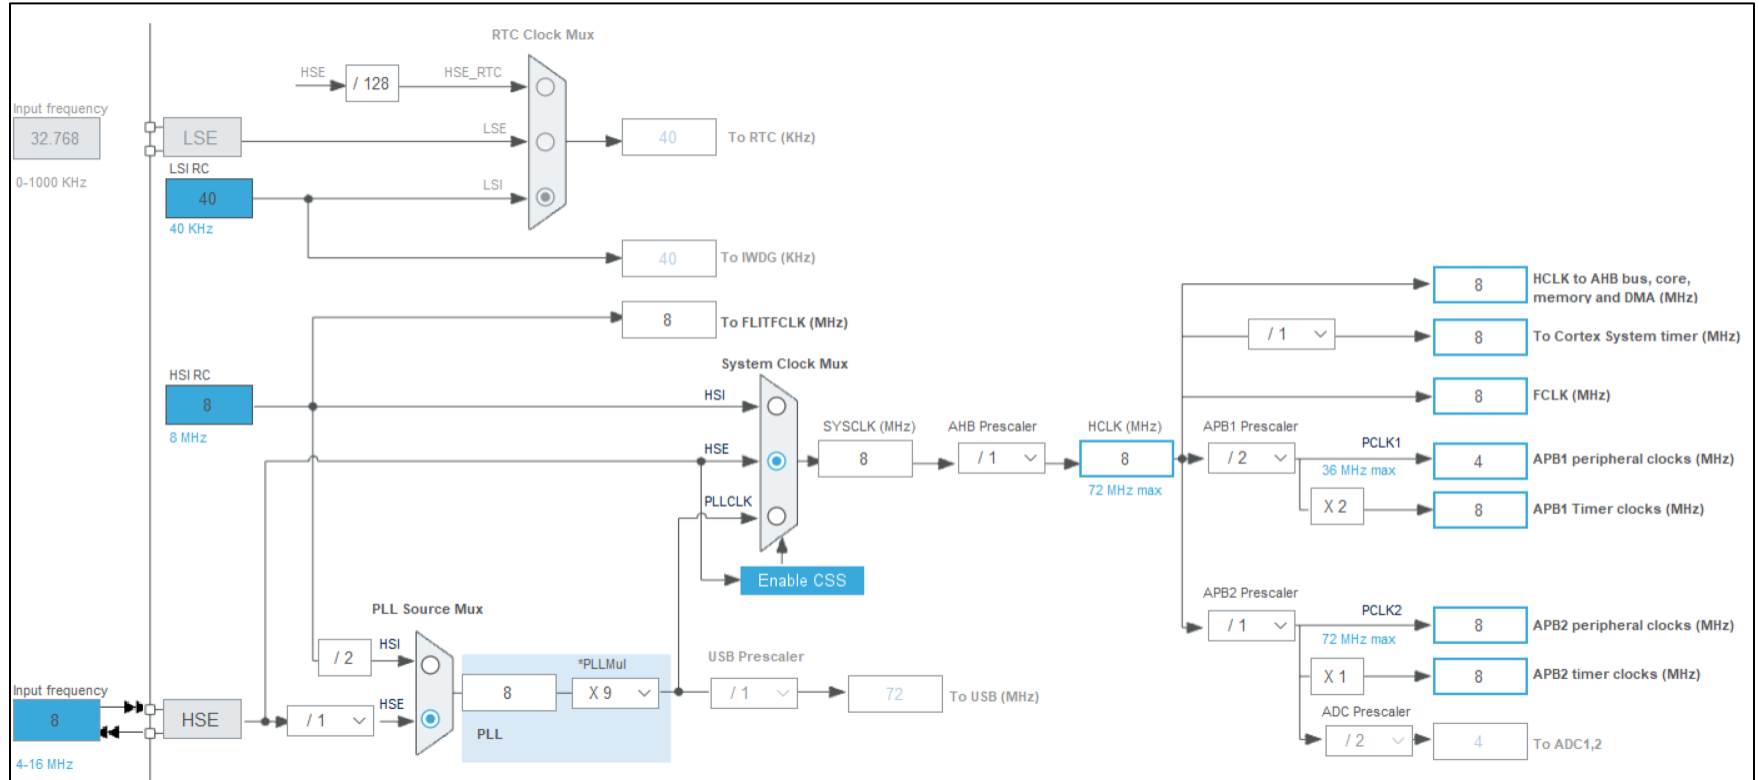 RTC Clock Mux
HSE
/ 128
HSE_RTC
Input frequency
32.768
0-1000 KHz
LSE
LSE
40
To RTC (KHz)
LSI RC
40
40 KHz
LSI
40
To IWDG (KHz)
8
To FLITFCLK (MHz)
HSI RC
8
8 MHz
System Clock Mux
HSI
HSE
PLLCLK
Enable CSS
SYSCLK (MHz)
8
AHB Prescaler
/ 1
HCLK (MHz)
8
72 MHz max
8
HCLK to AHB bus, core,
memory and DMA (MHz)
/ 1
8
To Cortex System timer (MHz)
8
FCLK (MHz)
APB1 Prescaler
/ 2
PCLK1
36 MHz max
4
APB1 peripheral clocks (MHz)
X 2
8
APB1 Timer clocks (MHz)
APB2 Prescaler
/ 1
PCLK2
72 MHz max
8
APB2 peripheral clocks (MHz)
X 1
8
APB2 timer clocks (MHz)
ADC Prescaler
/ 2
4
To ADC1,2
PLL Source Mux
/ 2
HSI
Input frequency
8
4-16 MHz
HSE
/ 1
HSE
8
*PLLMul
X 9
PLL
USB Prescaler
/ 1
72
To USB (MHz)